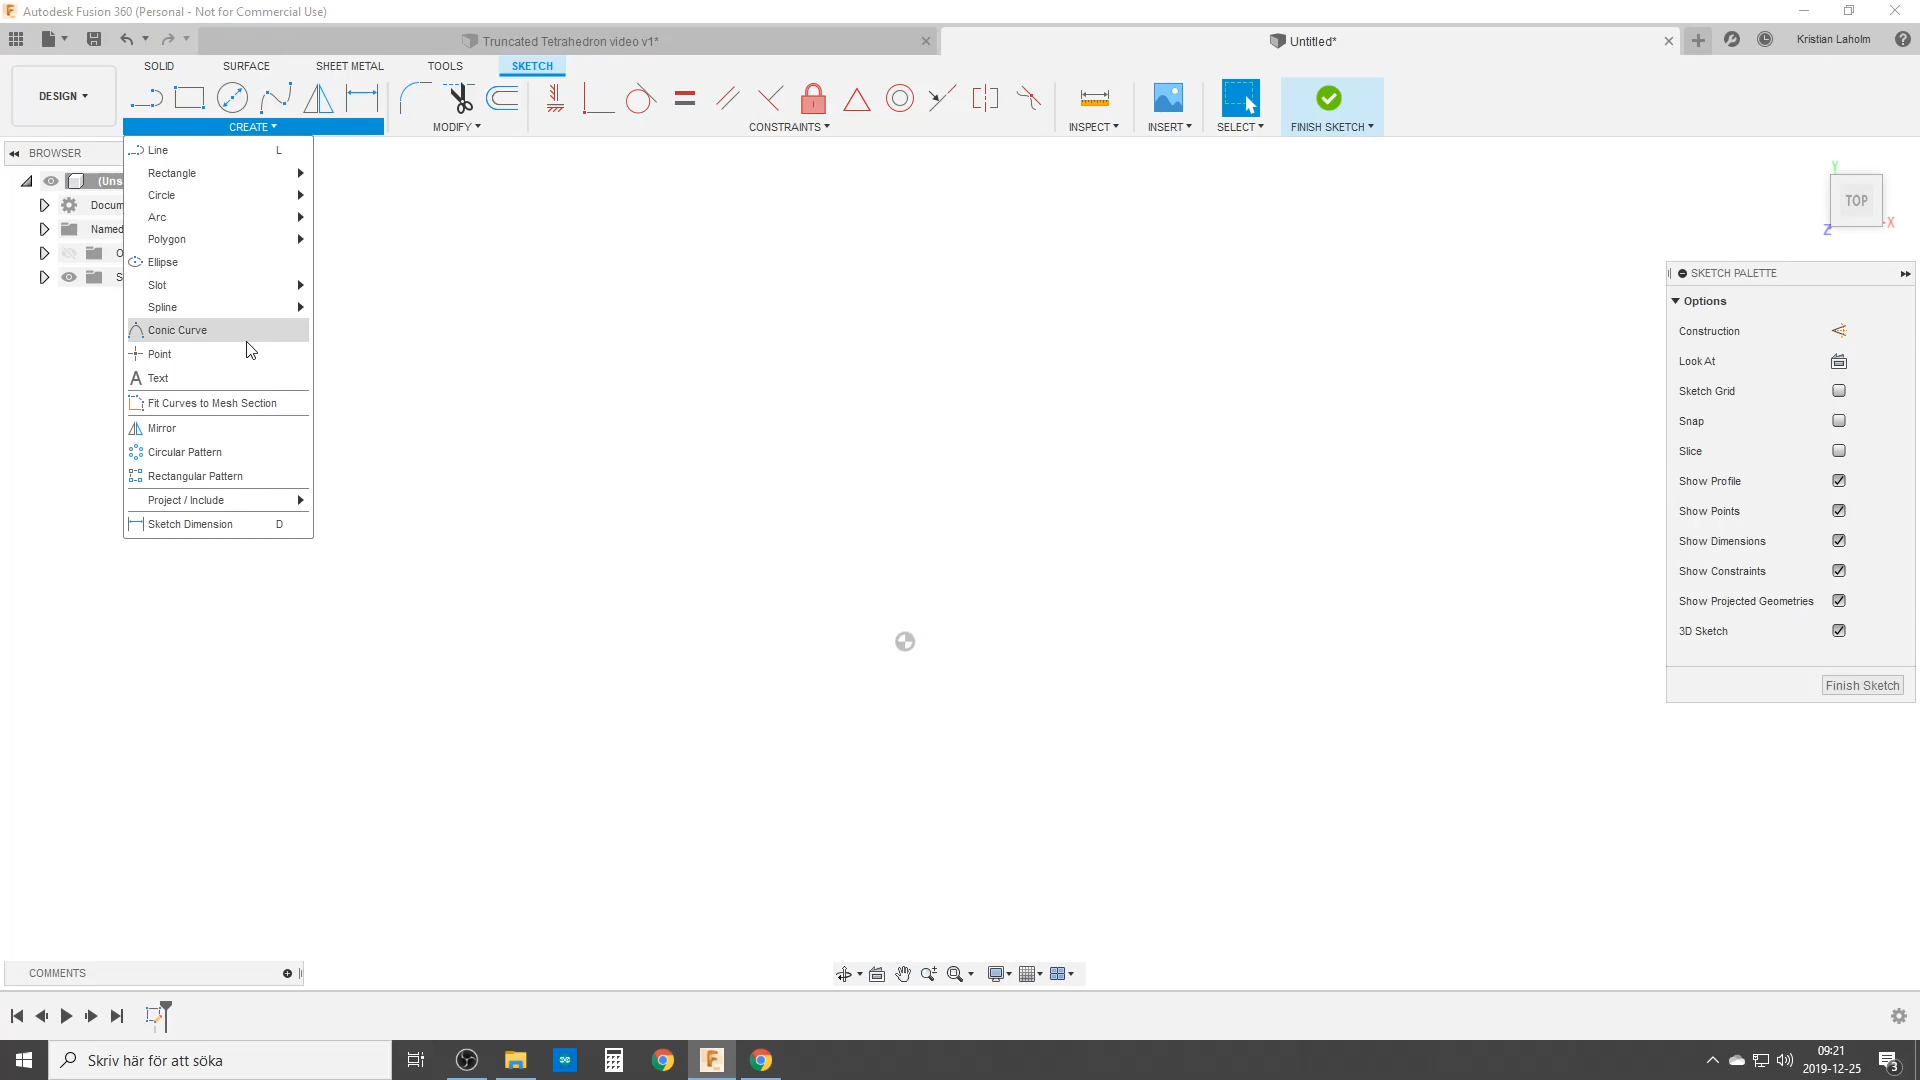 Autodesk Fusion 360 (Personal - Not for Commercial Use)
Truncated Tetrahedron video v1*
Untitled*
Kristian Laholm
SOLID
SURFACE
SHEET METAL
TOOLS
SKETCH
DESIGN
CREATE
MODIFY
CONSTRAINTS
INSPECT
INSERT
SELECT
FINISH SKETCH
BROWSER
(Uns
Docum
Named
O
S
Line L
Rectangle
Circle
Arc
Polygon
Ellipse
Slot
Spline
Conic Curve
Point
Text
Fit Curves to Mesh Section
Mirror
Circular Pattern
Rectangular Pattern
Project / Include
Sketch Dimension D
Y
TOP
X
Z
SKETCH PALETTE
Options
Construction
Look At
Sketch Grid
Snap
Slice
Show Profile
Show Points
Show Dimensions
Show Constraints
Show Projected Geometries
3D Sketch
Finish Sketch
COMMENTS
Skriv här för att söka
09:21
2019-12-25
3